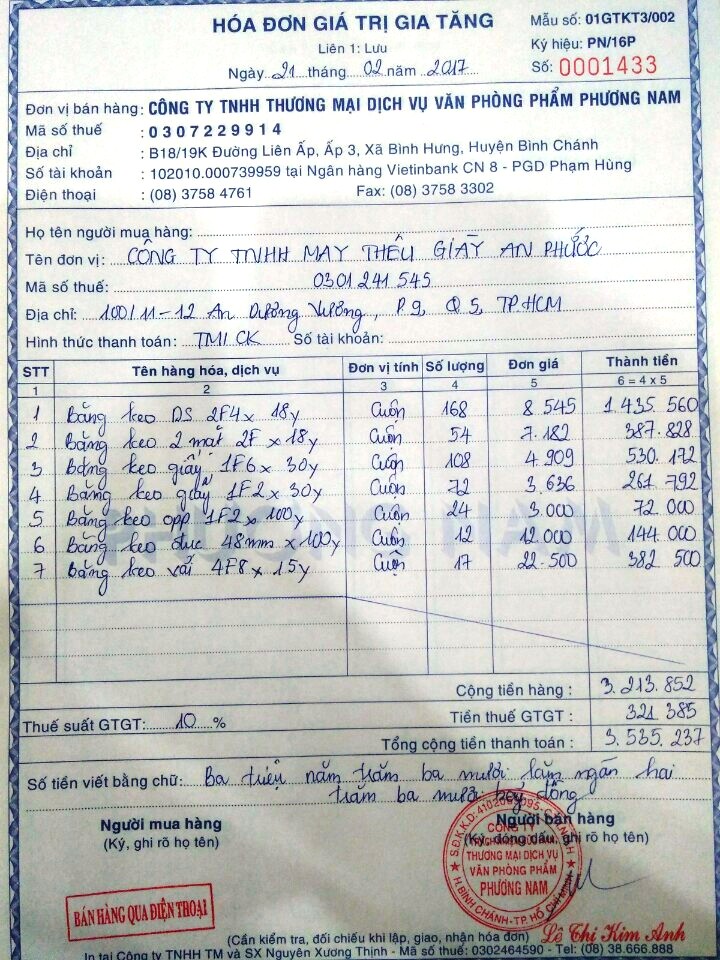 HÓA ĐƠN GIÁ TRỊ GIA TĂNG
Mẫu số: 01GTKT3/002
Liên 1: Lưu
Ký hiệu: PN/16P
Ngày 21 tháng 02 năm 2017
Số: 0001433
Đơn vị bán hàng: CÔNG TY TNHH THƯƠNG MẠI DỊCH VỤ VĂN PHÒNG PHẨM PHƯƠNG NAM
Mã số thuế : 0307229914
Địa chỉ : B18/19K Đường Liên Ấp, Ấp 3, Xã Bình Hưng, Huyện Bình Chánh
Số tài khoản : 102010.000739959 tại Ngân hàng Vietinbank CN 8 - PGD Phạm Hùng
Điện thoại : (08) 3758 4761 Fax: (08) 3758 3302
Họ tên người mua hàng:
Tên đơn vị: CÔNG TY TNHH MAY THÊU GIÀY AN PHƯỚC
Mã số thuế: 0301241545
Địa chỉ: 100/11-12 An Dương Vương, P.9, Q5, TP.HCM
Hình thức thanh toán: TM/CK Số tài khoản:
STT Tên hàng hóa, dịch vụ Đơn vị tính Số lượng Đơn giá Thành tiền
1 2 3 4 5 6 = 4 x 5
1 Băng keo DS 2F4 x 18y Cuộn 168 8.545 1.435.560
2 Băng keo 2 mặt 2F x 18y Cuộn 54 7.182 387.828
3 Băng keo giấy 1F6 x 30y Cuộn 108 4.909 530.172
4 Băng keo giấy 1F2 x 30y Cuộn 72 3.636 261.792
5 Băng keo opp 1F2 x 100y Cuộn 24 3.000 72.000
6 Băng keo đục 48mm x 100y Cuộn 12 12.000 144.000
7 Băng keo vải 4F8 x 15y Cuộn 17 22.500 382 500
Cộng tiền hàng : 3.213.852
Thuế suất GTGT: 10 % Tiền thuế GTGT : 321 385
Tổng cộng tiền thanh toán : 3.535.237
Số tiền viết bằng chữ: Ba triệu năm trăm ba mươi lăm ngàn hai
trăm ba mươi bảy đồng
Người mua hàng Người bán hàng
(Ký, ghi rõ họ tên) (Ký, đóng dấu, ghi rõ họ tên)
CÔNG TY
THƯƠNG MẠI DỊCH VỤ
VĂN PHÒNG PHẨM
PHƯƠNG NAM
H. BÌNH CHÁNH - TP. HỒ CHÍ MINH
BÁN HÀNG QUA ĐIỆN THOẠI
Lê Thị Kim Anh
(Cần kiểm tra, đối chiếu khi lập, giao, nhận hóa đơn)
In tại Công ty TNHH TM và SX Nguyên Xương Thịnh - Mã số thuế: 0302464590 - Tel: (08) 38.666.888